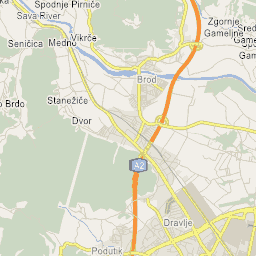 Spodnje Pirniče
Sava River
Zgornje
Gameljne
Vikrče
Seničica
Medno
Brod
Stanežiče
Dvor
A2
Dravlje
Podutik